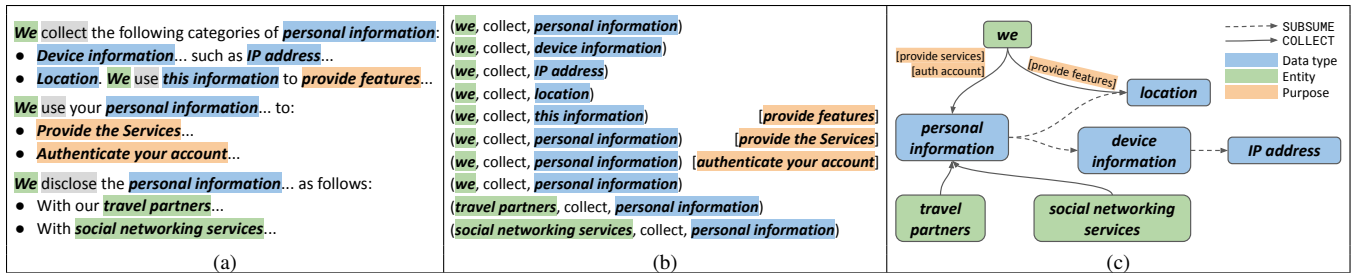 We collect the following categories of personal information:
● Device information... such as IP address...
● Location. We use this information to provide features...
We use your personal information... to:
● Provide the Services...
● Authenticate your account...
We disclose the personal information... as follows:
● With our travel partners...
● With social networking services...
(a)
(we, collect, personal information)
(we, collect, device information)
(we, collect, IP address)
(we, collect, location)
(we, collect, this information) [provide features]
(we, collect, personal information) [provide the Services]
(we, collect, personal information) [authenticate your account]
(we, collect, personal information)
(travel partners, collect, personal information)
(social networking services, collect, personal information)
(b)
we
[provide services]
[auth account]
[provide features]
location
personal
information
device
information
IP address
travel
partners
social networking
services
SUBSUME
COLLECT
Data type
Entity
Purpose
(c)